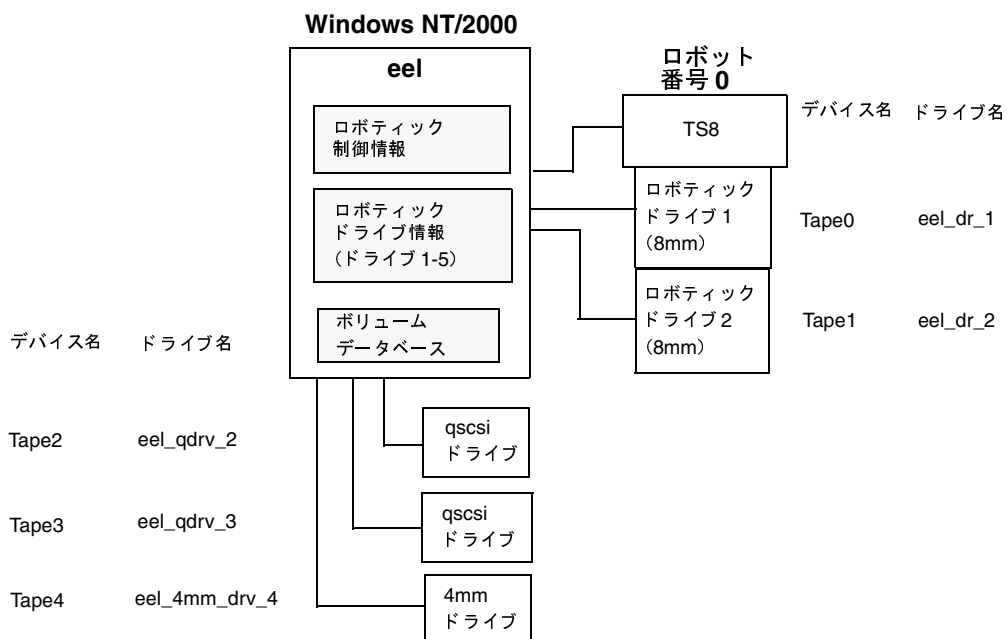 Windows NT/2000
eel
ロボティック
制御情報
ロボティック
ドライブ情報
(ドライブ 1-5)
ボリューム
データベース
ロボット
番号 0
TS8
デバイス名 ドライブ名
ロボティック
ドライブ 1
(8mm)
Tape0 eel_dr_1
ロボティック
ドライブ 2
(8mm)
Tape1 eel_dr_2
デバイス名 ドライブ名
Tape2 eel_qdrv_2
qscsi
ドライブ
Tape3 eel_qdrv_3
qscsi
ドライブ
Tape4 eel_4mm_drv_4
4mm
ドライブ